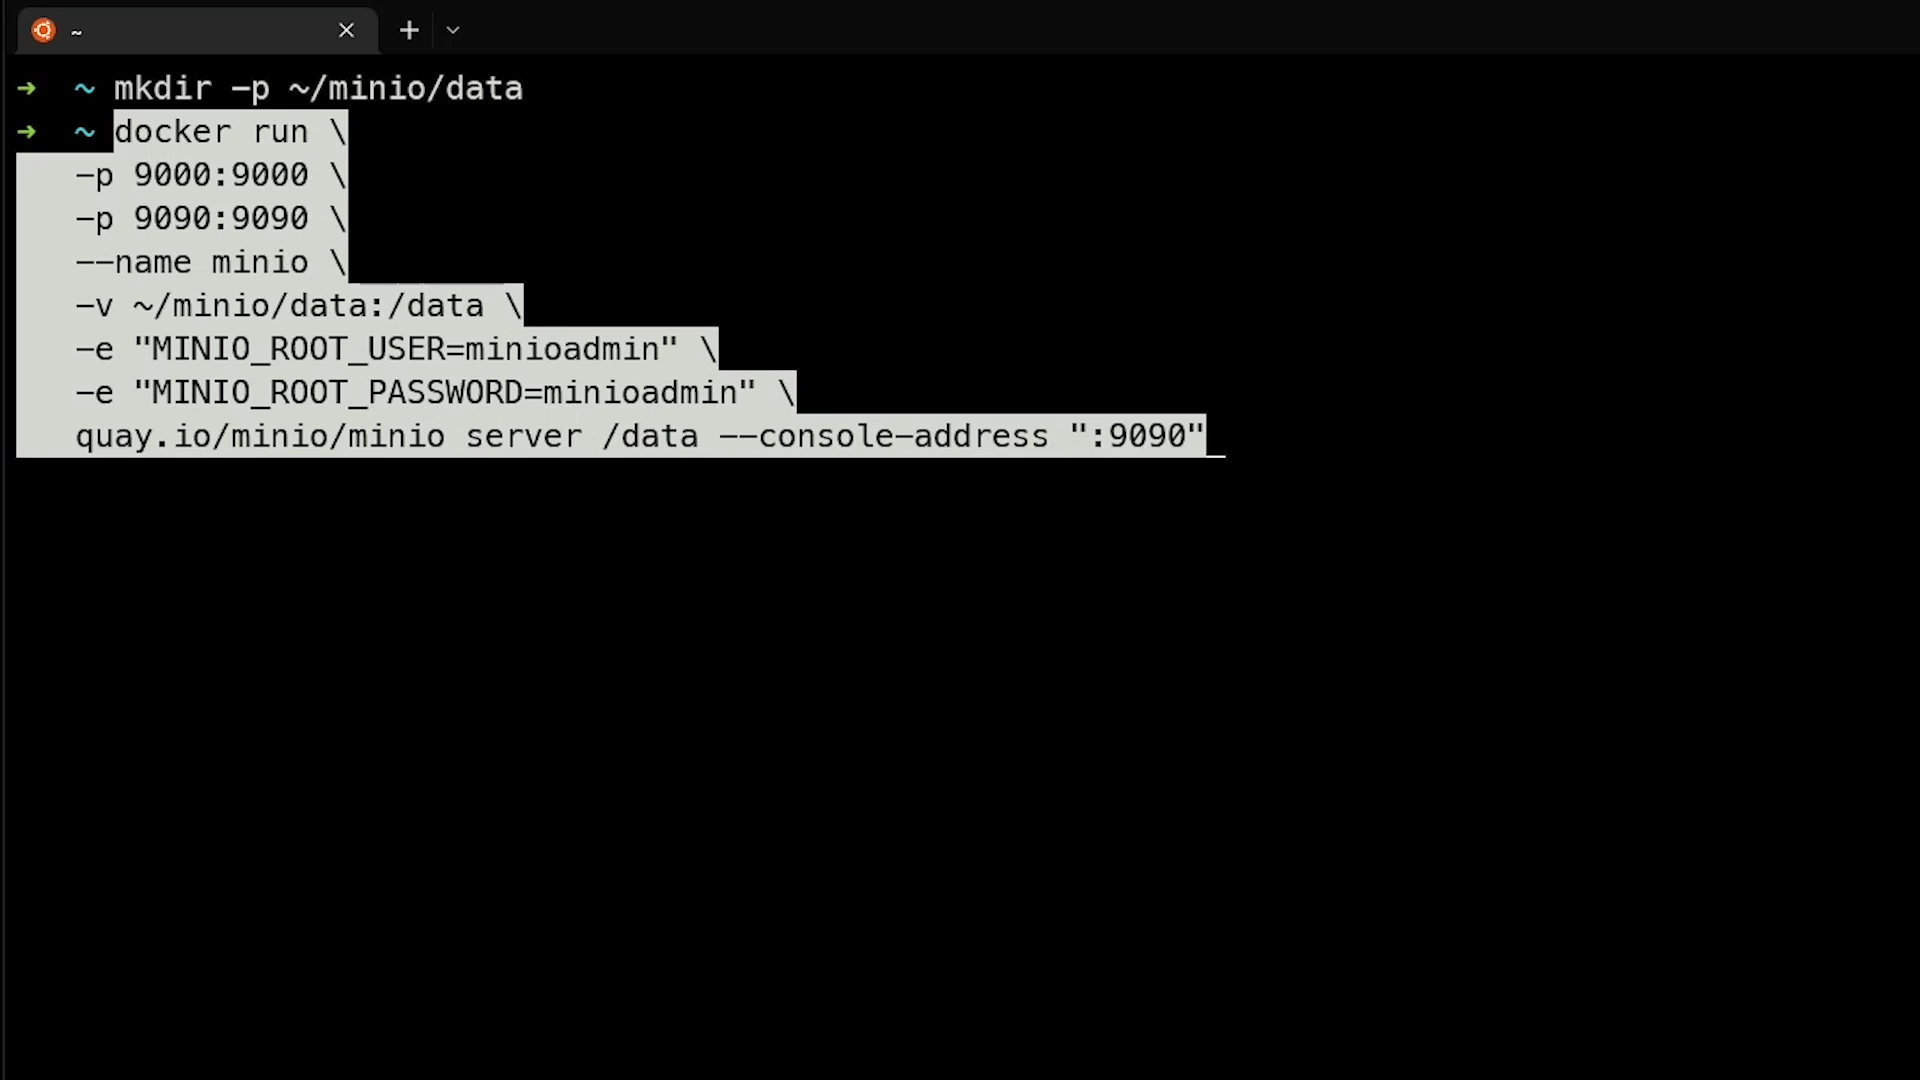 ~
➜ ~ mkdir -p ~/minio/data
➜ ~ docker run \
-p 9000:9000 \
-p 9090:9090 \
--name minio \
-v ~/minio/data:/data \
-e "MINIO_ROOT_USER=minioadmin" \
-e "MINIO_ROOT_PASSWORD=minioadmin" \
quay.io/minio/minio server /data --console-address ":9090"